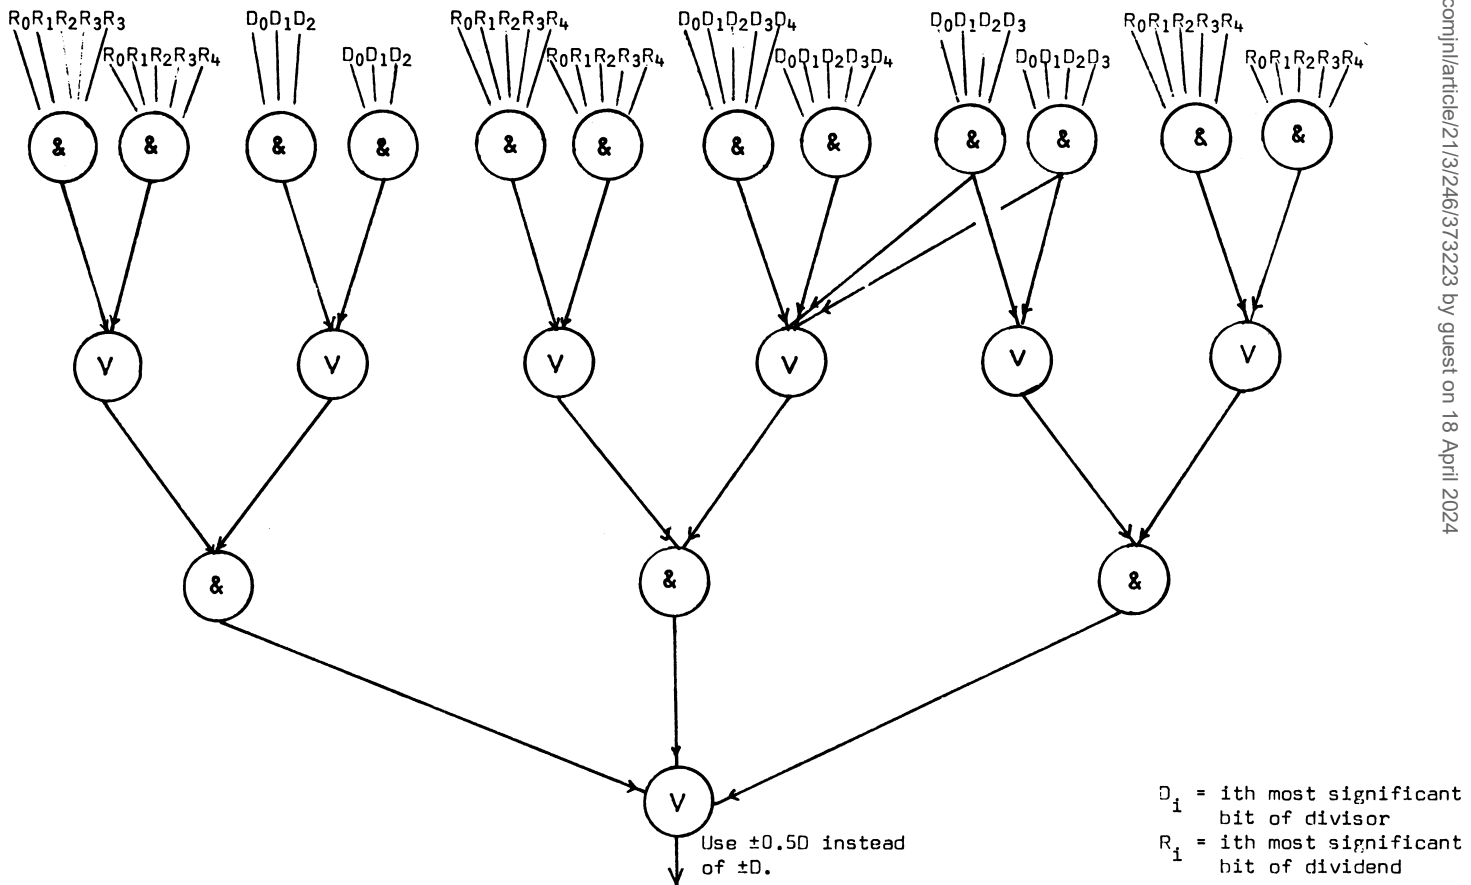 R0R1R2R3R3
D0D1D2
R0R1R2R3R4
D0D1D2D3D4
D0D1D2D3
R0R1R2R3R4
R0R1R2R3R4
D0D1D2
R0R1R2R3R4
D0D1D2D3D4
D0D1D2D3
R0R1R2R3R4
& & & & & & & & & & & &
V V V V V V
& & &
V
Use ±0.5D instead
of ±D.
Di = ith most significant
bit of divisor
Ri = ith most significant
bit of dividend
comjnl/article/21/3/246/373223 by guest on 18 April 2024